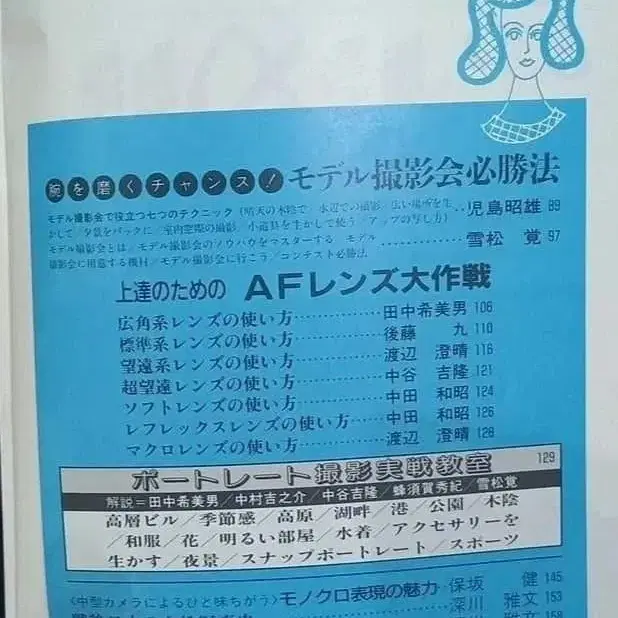 腕を磨くチャンス! モデル撮影会必勝法
モデル撮影会で役立つ七つのテクニック(晴天の木陰で/水辺での撮影/広い場所を生
かして/夕景をバックに/室内窓際の撮影/小道具を生かして使う/アップの写し方)‥児島昭雄 89
モデル撮影会とは/モデル撮影会のノウハウをマスターする/モデル
撮影会に用意する機材/モデル撮影会に行こう/コンテスト必勝法…………雪松 覚 97
上達のための AFレンズ大作戦
広角系レンズの使い方…………田中希美男 106
標準系レンズの使い方…………後藤 九 110
望遠系レンズの使い方…………渡辺 澄晴 116
超望遠レンズの使い方…………中谷 吉隆 121
ソフトレンズの使い方…………中田 和昭 124
レフレックスレンズの使い方………中田 和昭 126
マクロレンズの使い方…………渡辺 澄晴 128
ポートレート撮影実戦教室 129
解説=田中希美男/中村吉之介/中谷吉隆/蜂須賀秀紀/雪松覚
高層ビル/季節感/高原/湖畔/港/公園/木陰
/和服/花/明るい部屋/水着/アクセサリーを
生かす/夜景/スナップポートレート/スポーツ
〈中型カメラによるひと味ちがう〉モノクロ表現の魅力‥保坂 健 145
深川 雅文 153
158